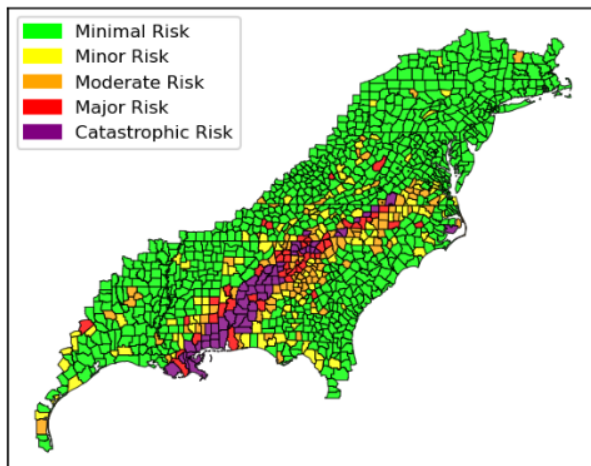 Minimal Risk
Minor Risk
Moderate Risk
Major Risk
Catastrophic Risk